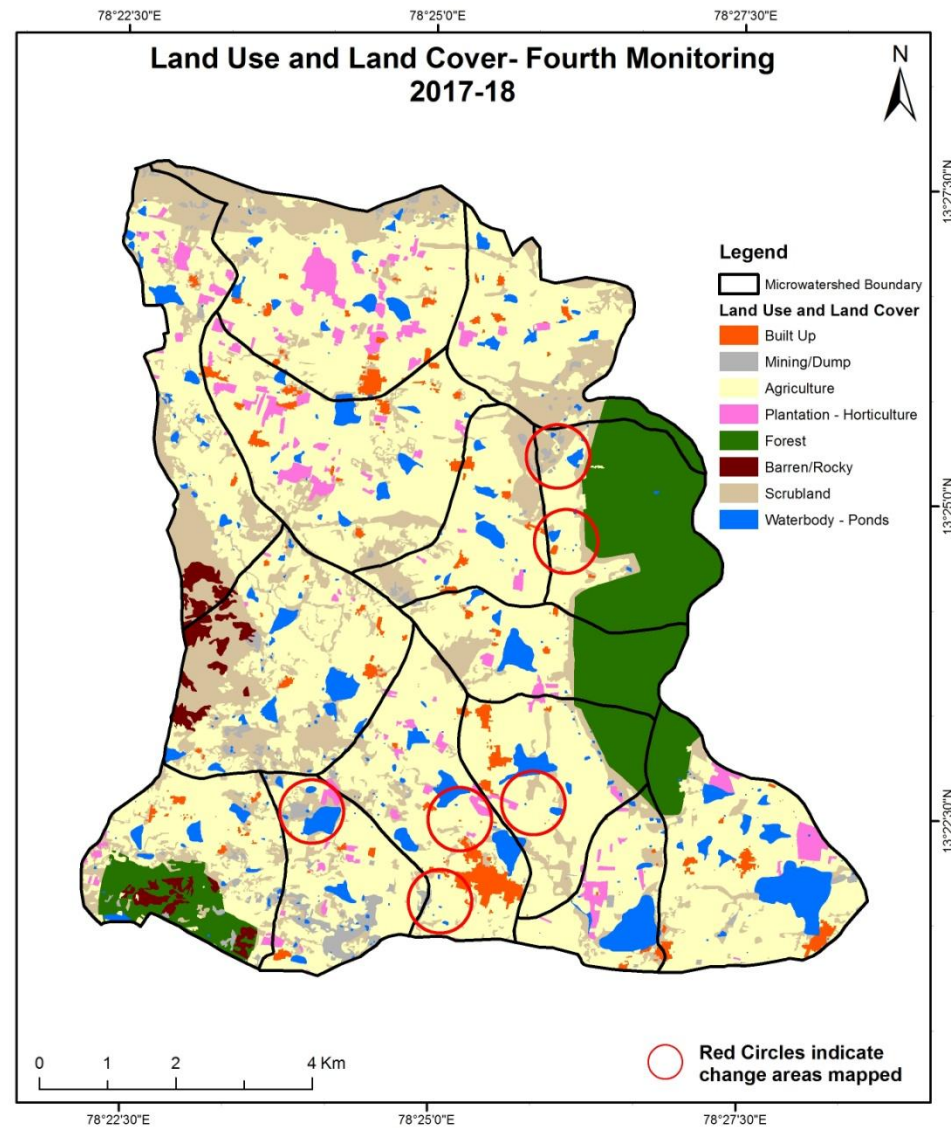 78°22'30"E
78°25'0"E
78°27'30"E
Land Use and Land Cover- Fourth Monitoring
2017-18
N
13°27'30"N
Legend
Microwatershed Boundary
Land Use and Land Cover
Built Up
Mining/Dump
Agriculture
Plantation - Horticulture
Forest
Barren/Rocky
Scrubland
Waterbody - Ponds
13°25'0"N
13°22'30"N
0 1 2 4 Km
Red Circles indicate
change areas mapped
78°22'30"E
78°25'0"E
78°27'30"E